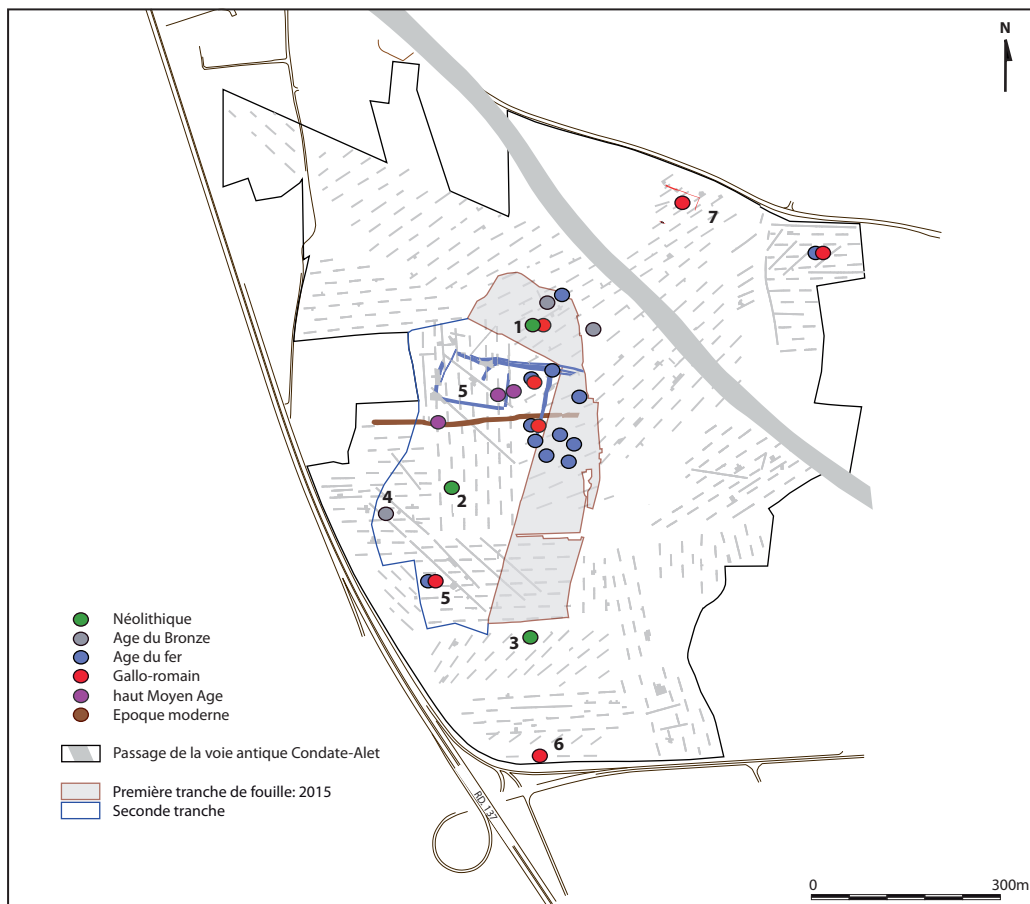 N
7
1
5
2
4
5
3
6
Néolithique
Age du Bronze
Age du fer
Gallo-romain
haut Moyen Age
Epoque moderne
Passage de la voie antique Condate-Alet
Première tranche de fouille: 2015
Seconde tranche
RD. 137
0 300m